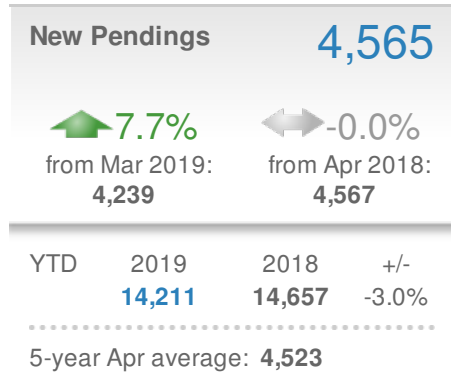 New Pendings 4,565
7.7% -0.0%
from Mar 2019: from Apr 2018:
4,239 4,567
YTD 2019 2018 +/-
14,211 14,657 -3.0%
5-year Apr average: 4,523